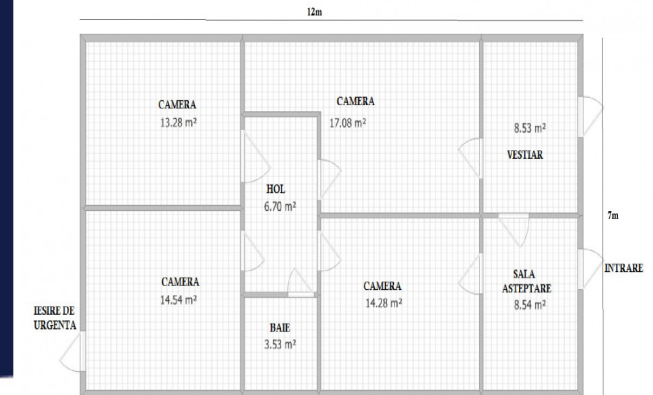 12m
CAMERA
13.28 m²
CAMERA
17.08 m²
8.53 m²
VESTIAR
HOL
6.70 m²
7m
CAMERA
14.54 m²
CAMERA
14.28 m²
SALA
ASTEPTARE
8.54 m²
INTRARE
IESIRE DE
URGENTA
BAIE
3.53 m²